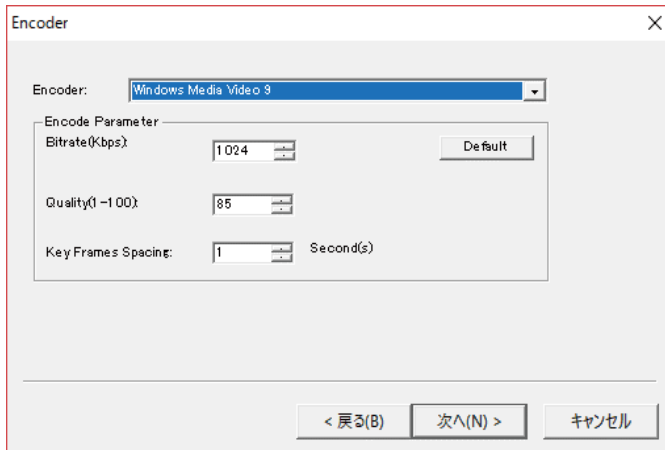 Encoder
Encoder: Windows Media Video 9
Encode Parameter
Bitrate(Kbps): 1024 Default
Quality(1-100): 85
Key Frames Spacing: 1 Second(s)
< 戻る(B) 次へ(N) > キャンセル